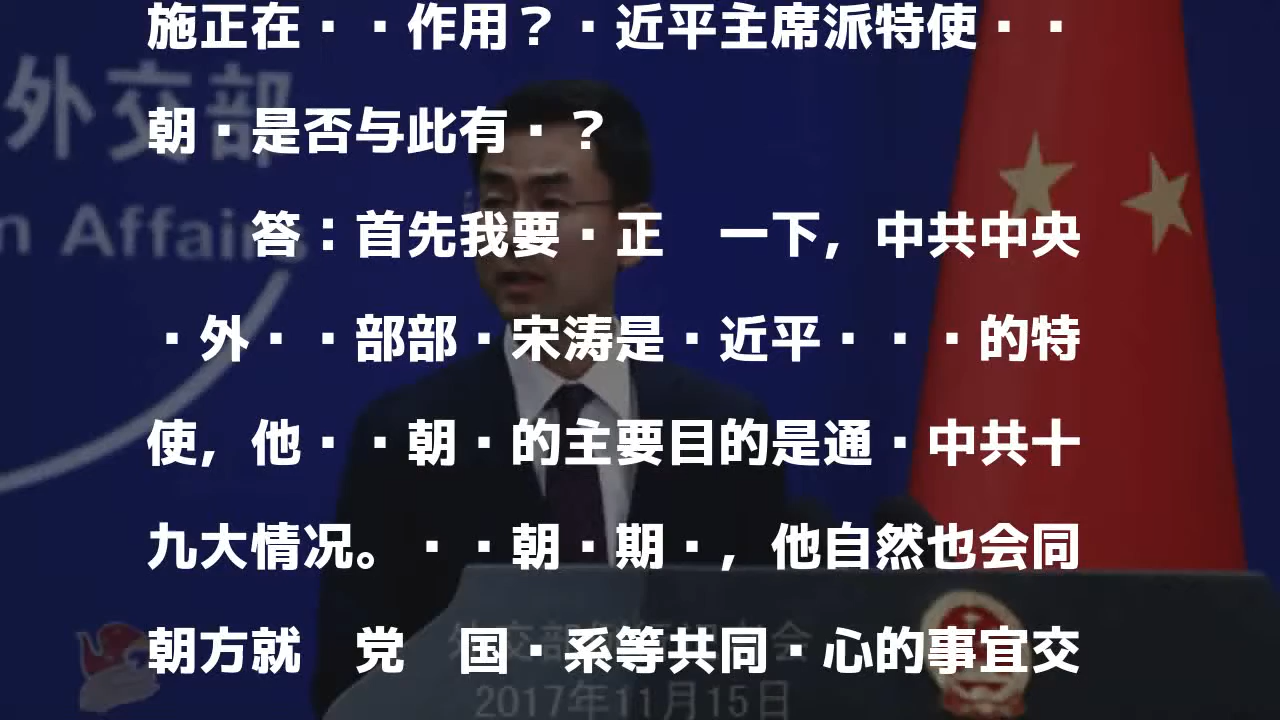 施正在··作用？·近平主席派特使··
朝·是否与此有·？
答：首先我要·正 一下，中共中央
·外··部部·宋涛是·近平···的特
使，他··朝·的主要目的是通·中共十
九大情况。··朝·期·，他自然也会同
朝方就 党 国·系等共同·心的事宜交
外交部
n Affairs
2017年11月15日